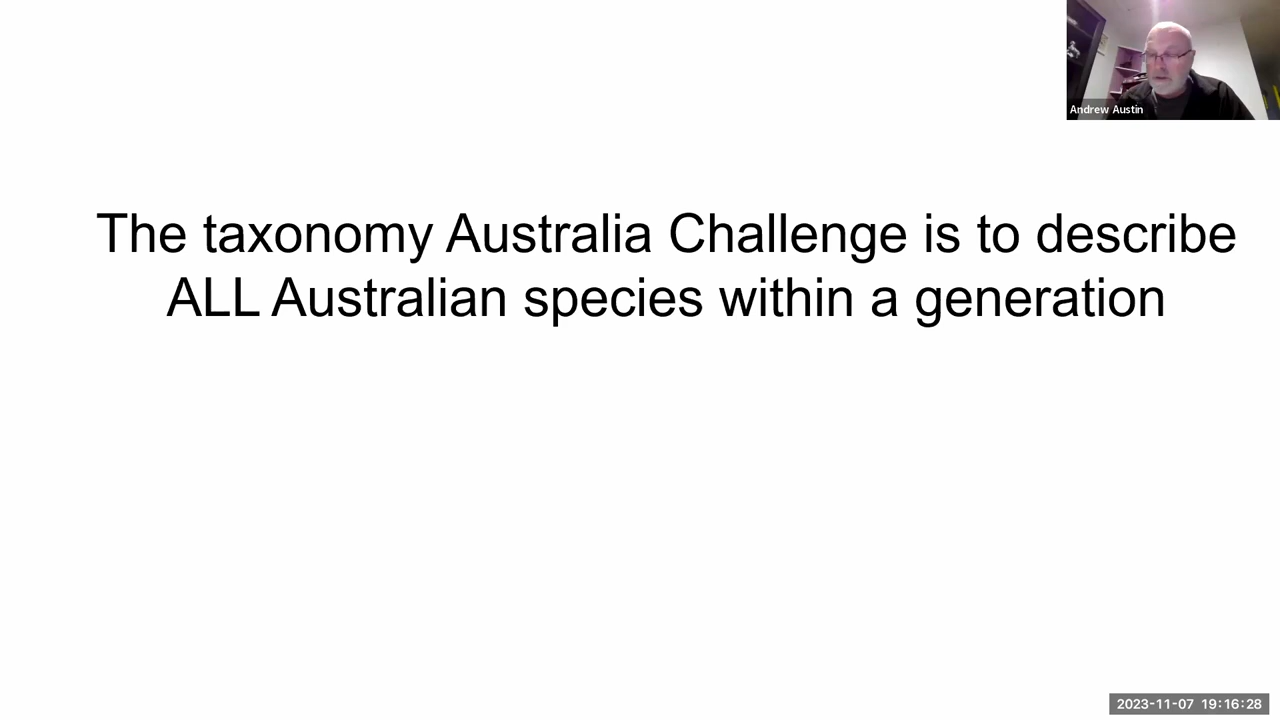 Andrew Austin
The taxonomy Australia Challenge is to describe
ALL Australian species within a generation
2023-11-07 19:16:28